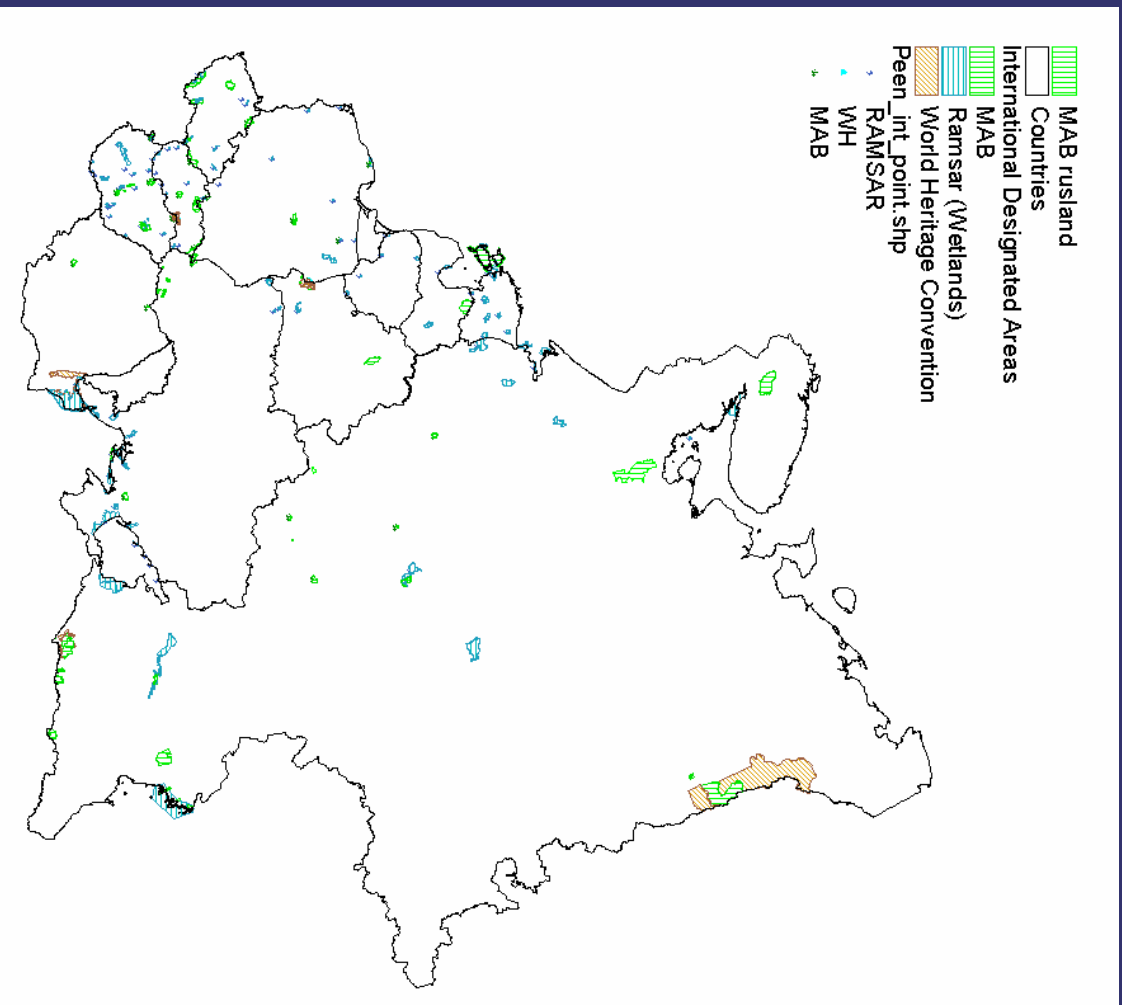 MAB rusland
Countries
International Designated Areas
MAB
Ramsar (Wetlands)
World Heritage Convention
Peen_int_point.shp
RAMSAR
WH
MAB